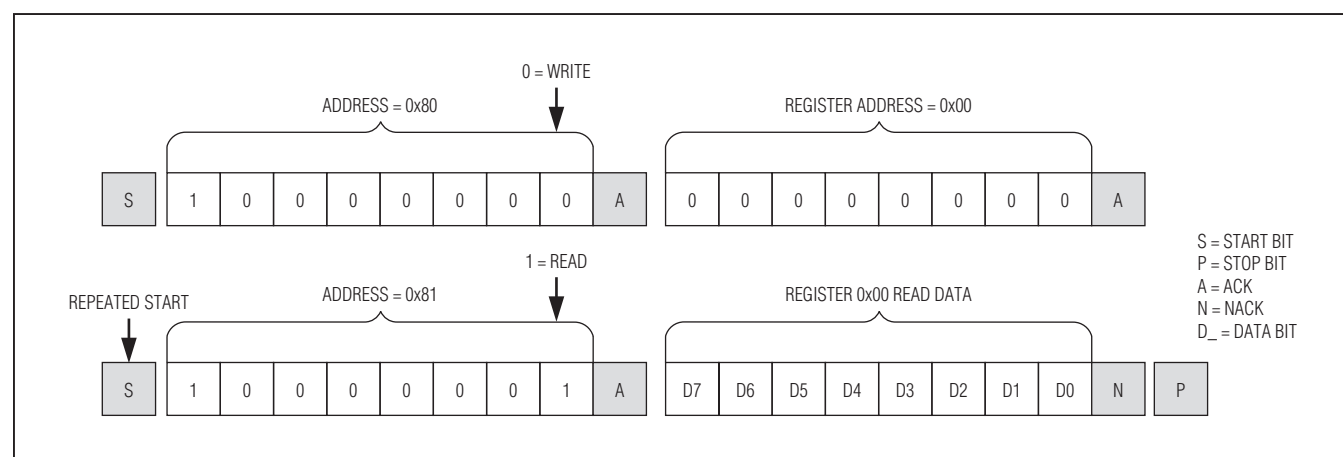 0 = WRITE
ADDRESS = 0x80 REGISTER ADDRESS = 0x00
S 1 0 0 0 0 0 0 0 A 0 0 0 0 0 0 0 0 A
1 = READ
REPEATED START ADDRESS = 0x81 REGISTER 0x00 READ DATA
S 1 0 0 0 0 0 0 1 A D7 D6 D5 D4 D3 D2 D1 D0 N P
S = START BIT
P = STOP BIT
A = ACK
N = NACK
D_ = DATA BIT